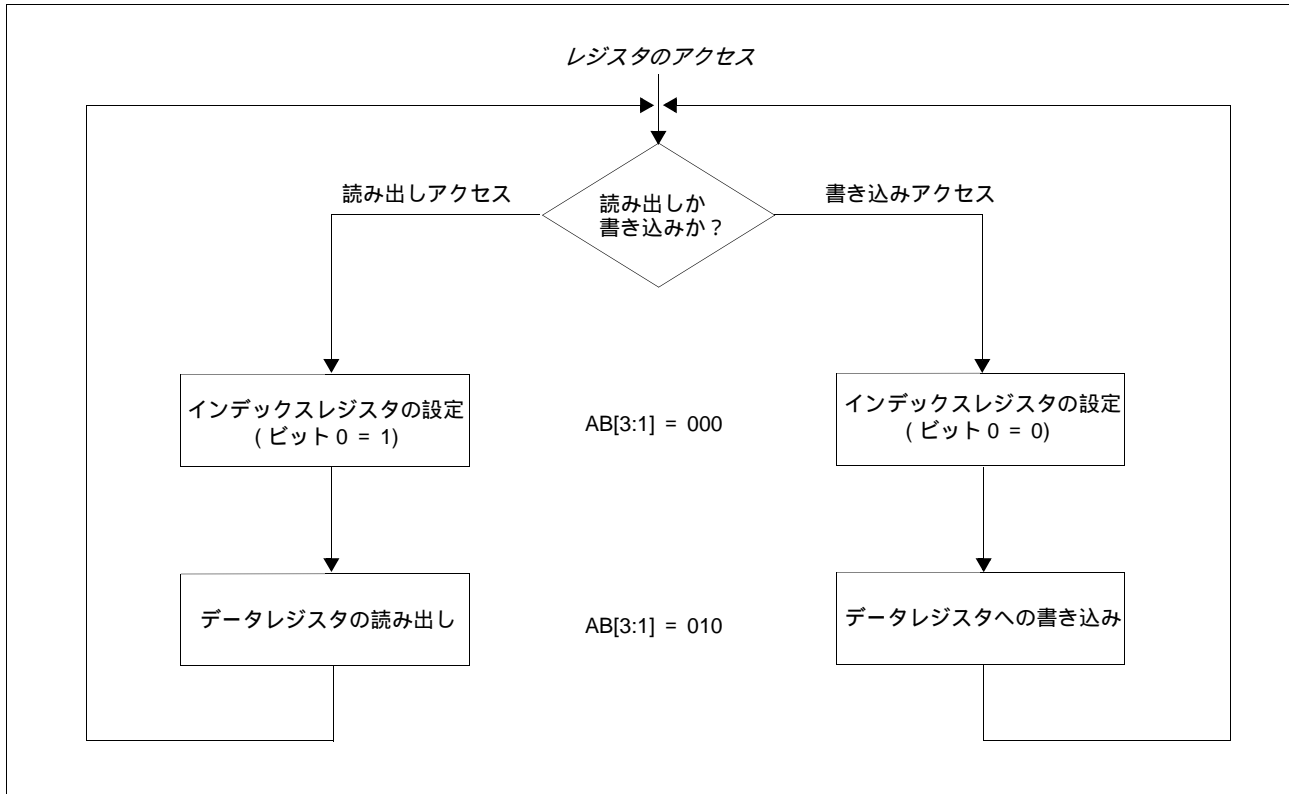 レジスタのアクセス
読み出しアクセス
書き込みアクセス
読み出しか
書き込みか？
インデックスレジスタの設定
( ビット 0 = 1)
AB[3:1] = 000
インデックスレジスタの設定
( ビット 0 = 0)
データレジスタの読み出し
AB[3:1] = 010
データレジスタへの書き込み